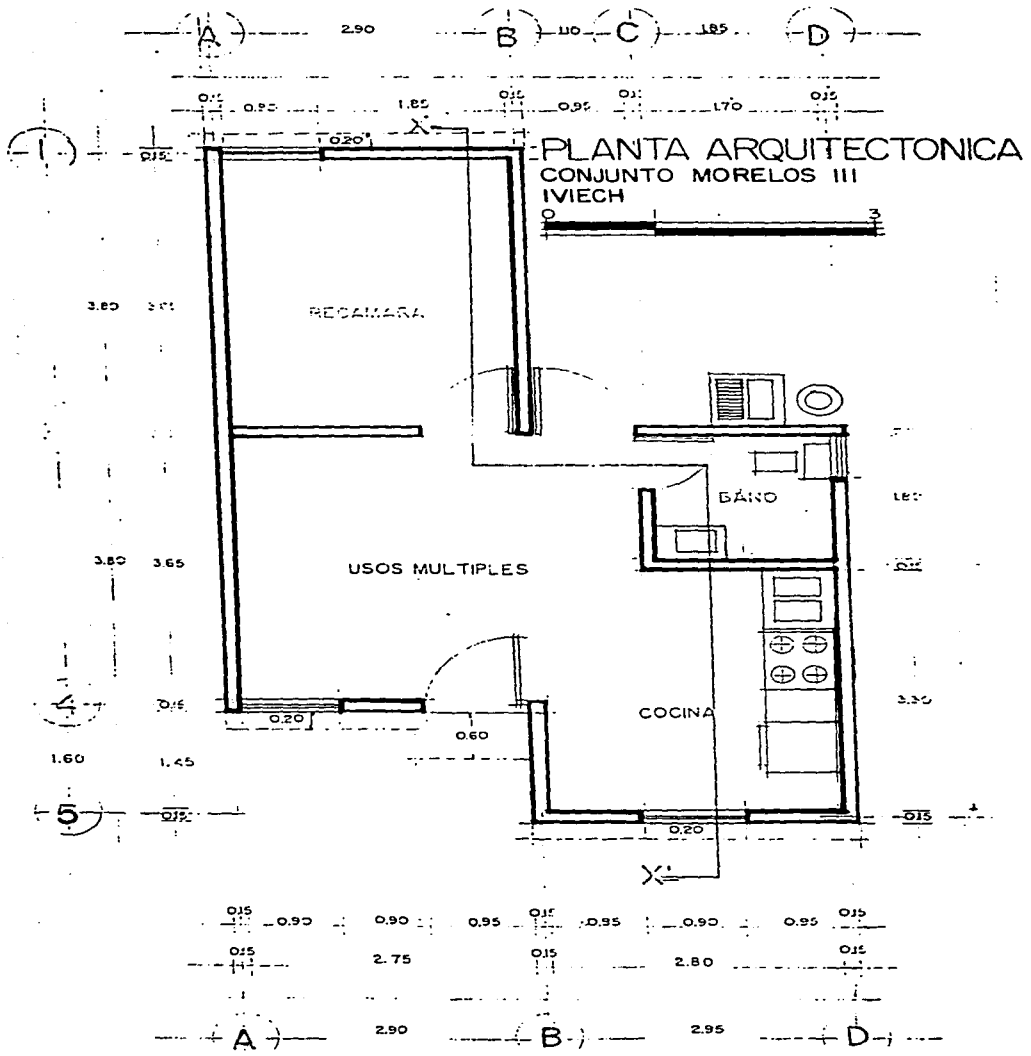 A 2.90 B 1.10 C 1.85 D
0.15 0.95 1.85 0.15 0.95 1.70 0.15
X
0.20
1 0.15
PLANTA ARQUITECTONICA
CONJUNTO MORELOS III
IVIECH
0 3
3.80
RECAMARA
BAÑO
1.80
3.80 3.65
USOS MULTIPLES
0.15
3.30
COCINA
0.15
0.20
0.60
1.60 1.45
5 0.15
0.20
0.15
X'
0.15 0.90 0.90 0.95 0.15 0.95 0.90 0.95 0.15
0.15 2.75 0.15 2.80 0.15
A 2.90 B 2.95 D